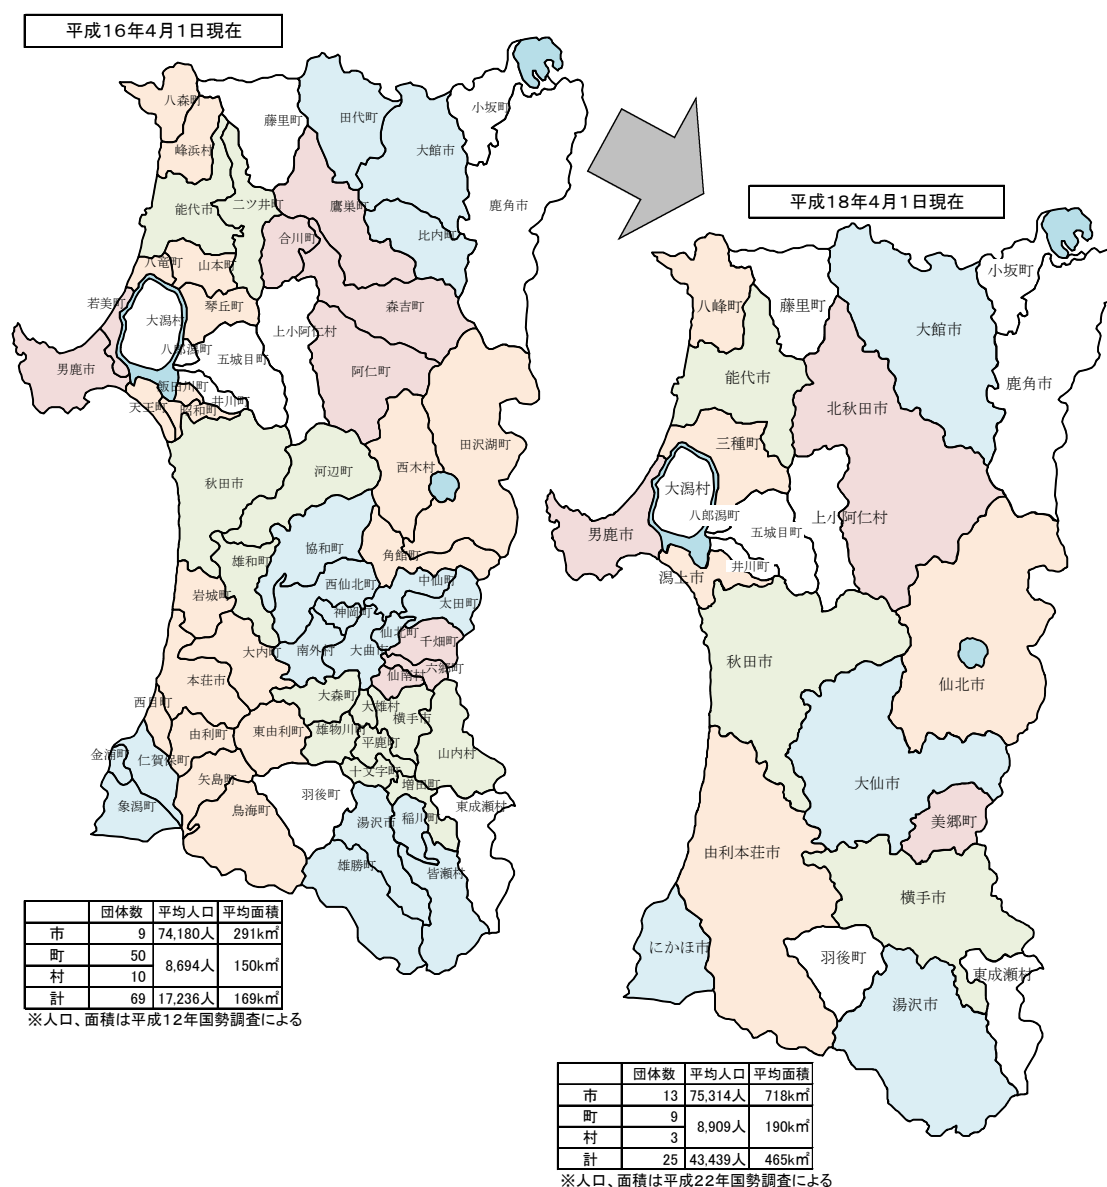 平成16年4月1日現在
八森町
藤里町
田代町
小坂町
峰浜村
大館市
能代市
二ツ井町
鷹巣町
鹿角市
合川町
比内町
八竜町
山本町
若美町
琴丘町
森吉町
大潟村
上小阿仁村
八郎潟町
五城目町
男鹿市
阿仁町
飯田川町
天王町
昭和町
井川町
田沢湖町
西木村
河辺町
秋田市
協和町
角館町
雄和町
西仙北町
中仙町
岩城町
太田町
神岡町
仙北町
千畑町
大内町
南外村
大曲市
六郷町
本荘市
仙南村
大森町
西目町
大雄村
横手市
由利町
東由利町
雄物川町
平鹿町
金浦町
仁賀保町
山内村
矢島町
十文字町
増田町
象潟町
鳥海町
羽後町
東成瀬村
湯沢市
稲川町
雄勝町
皆瀬村
団体数 平均人口 平均面積
市 9 74,180人 291k㎡
町 50 8,694人 150k㎡
村 10
計 69 17,236人 169k㎡
※人口、面積は平成12年国勢調査による
平成18年4月1日現在
小坂町
八峰町
藤里町
大館市
能代市
鹿角市
北秋田市
三種町
大潟村
八郎潟町
上小阿仁村
男鹿市
五城目町
井川町
潟上市
秋田市
仙北市
大仙市
美郷町
由利本荘市
横手市
にかほ市
羽後町
東成瀬村
湯沢市
団体数 平均人口 平均面積
市 13 75,314人 718k㎡
町 9 8,909人 190k㎡
村 3
計 25 43,439人 465k㎡
※人口、面積は平成22年国勢調査による